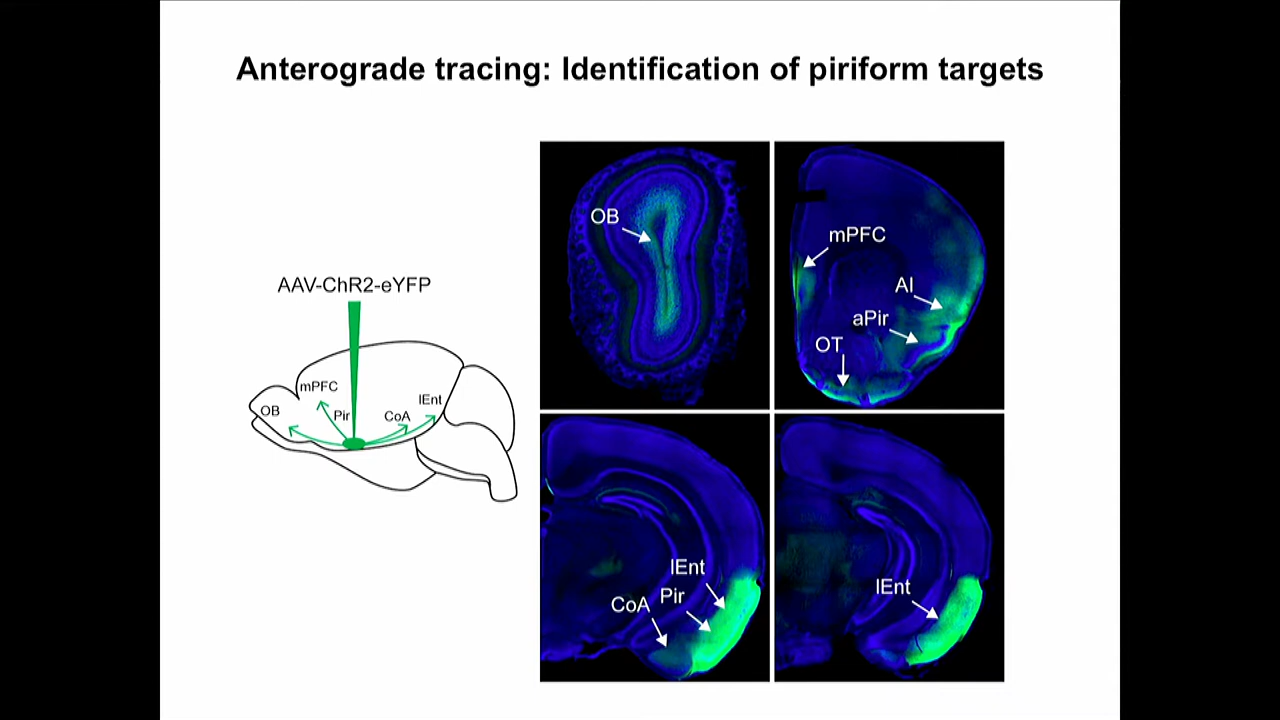 Anterograde tracing: Identification of piriform targets
AAV-ChR2-eYFP
mPFC
OB
Pir
CoA
lEnt
OB
mPFC
AI
aPir
OT
lEnt
Pir
CoA
lEnt